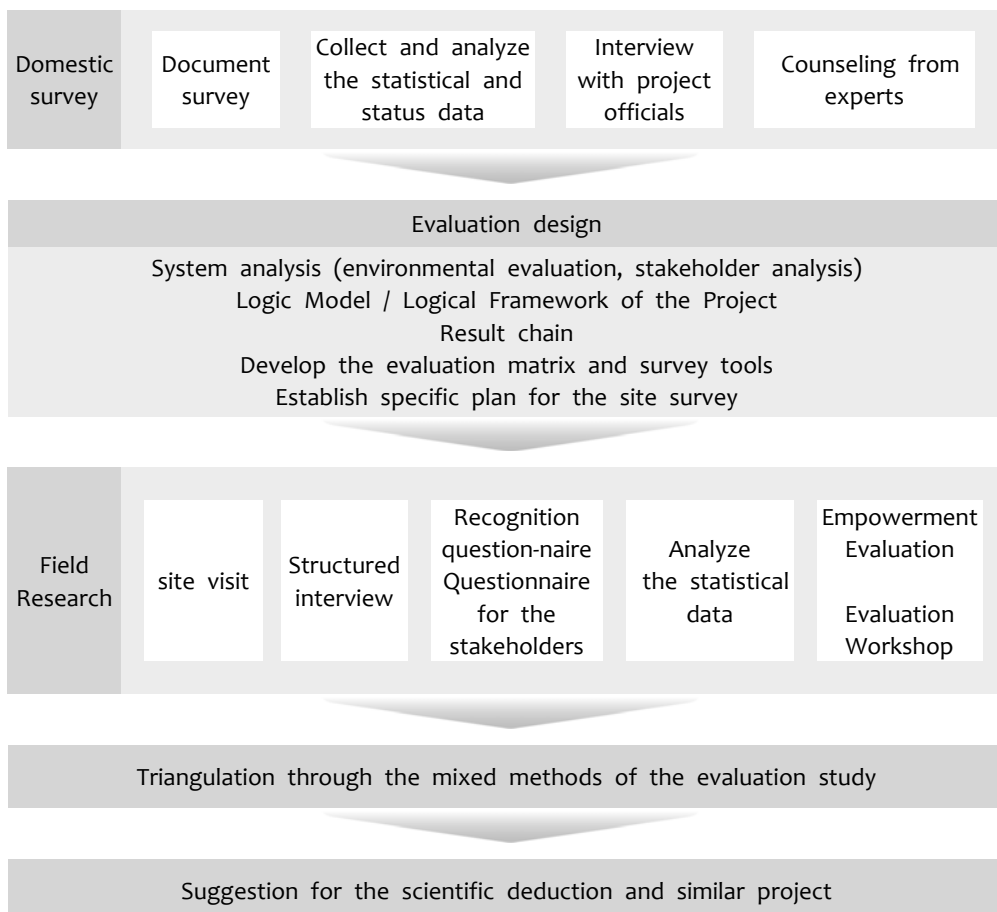 Domestic
survey
Document
survey
Collect and analyze
the statistical and
status data
Interview
with project
officials
Counseling from
experts
Evaluation design
System analysis (environmental evaluation, stakeholder analysis)
Logic Model / Logical Framework of the Project
Result chain
Develop the evaluation matrix and survey tools
Establish specific plan for the site survey
Field
Research
site visit
Structured
interview
Recognition
question-naire
Questionnaire
for the
stakeholders
Analyze
the statistical
data
Empowerment
Evaluation
Evaluation
Workshop
Triangulation through the mixed methods of the evaluation study
Suggestion for the scientific deduction and similar project